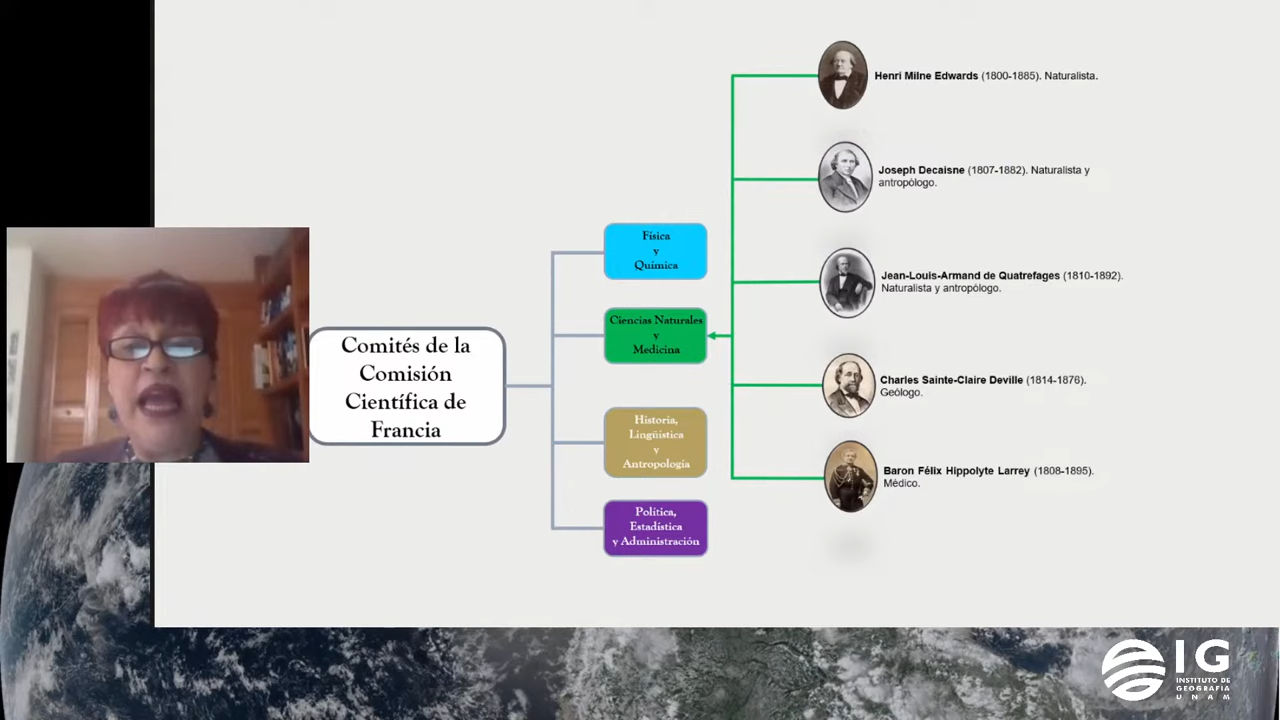 Comités de la
Comisión
Científica de
Francia
Física
y
Química
Ciencias Naturales
y
Medicina
Historia,
Lingüística
y
Antropología
Política,
Estadística
y Administración
Henri Milne Edwards (1800-1885). Naturalista.
Joseph Decaisne (1807-1882). Naturalista y
antropólogo.
Jean-Louis-Armand de Quatrefages (1810-1892).
Naturalista y antropólogo.
Charles Sainte-Claire Deville (1814-1876).
Geólogo.
Baron Félix Hippolyte Larrey (1808-1895).
Médico.
IG
INSTITUTO DE
GEOGRAFÍA
UNAM